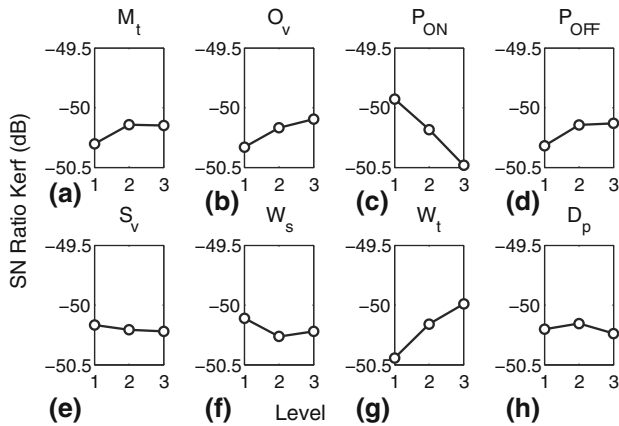 M_t O_v P_ON P_OFF
SN Ratio Kerf (dB)
−49.5 −49.5 −49.5 −49.5
−50 −50 −50 −50
−50.5 −50.5 −50.5 −50.5
1 2 3 1 2 3 1 2 3 1 2 3
(a) (b) (c) (d)
S_v W_s W_t D_p
−49.5 −49.5 −49.5 −49.5
−50 −50 −50 −50
−50.5 −50.5 −50.5 −50.5
1 2 3 1 2 3 1 2 3 1 2 3
(e) (f) Level (g) (h)